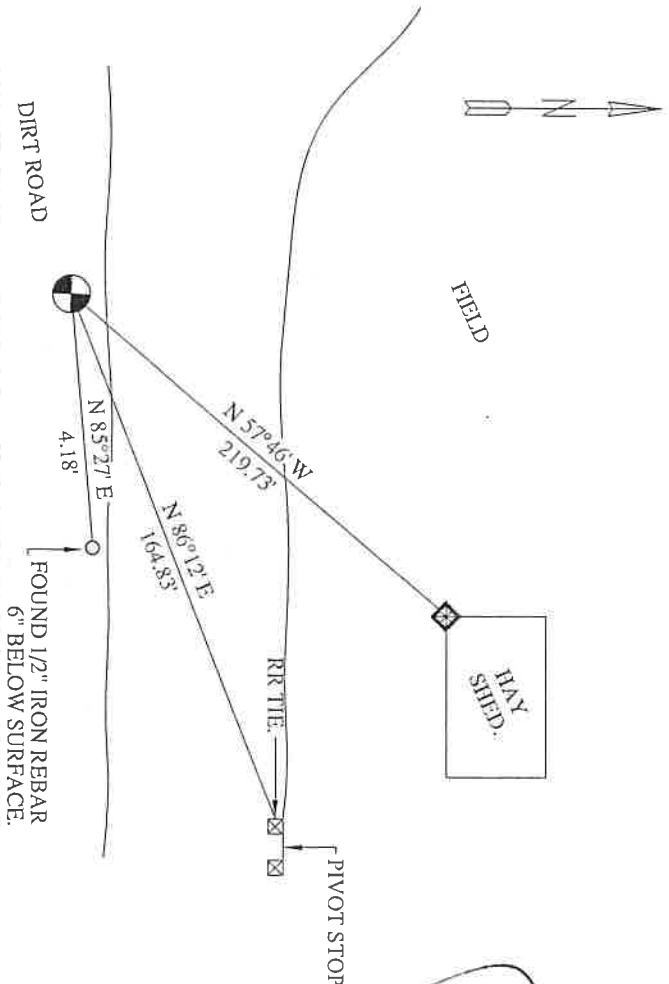 N
FIELD
DIRT ROAD
N 57°46' W
219.73'
HAY
SHED.
N 85°27' E
4.18'
N 86°12' E
164.83'
RR TIE.
PIVOT STOP
FOUND 1/2" IRON REBAR
6" BELOW SURFACE.